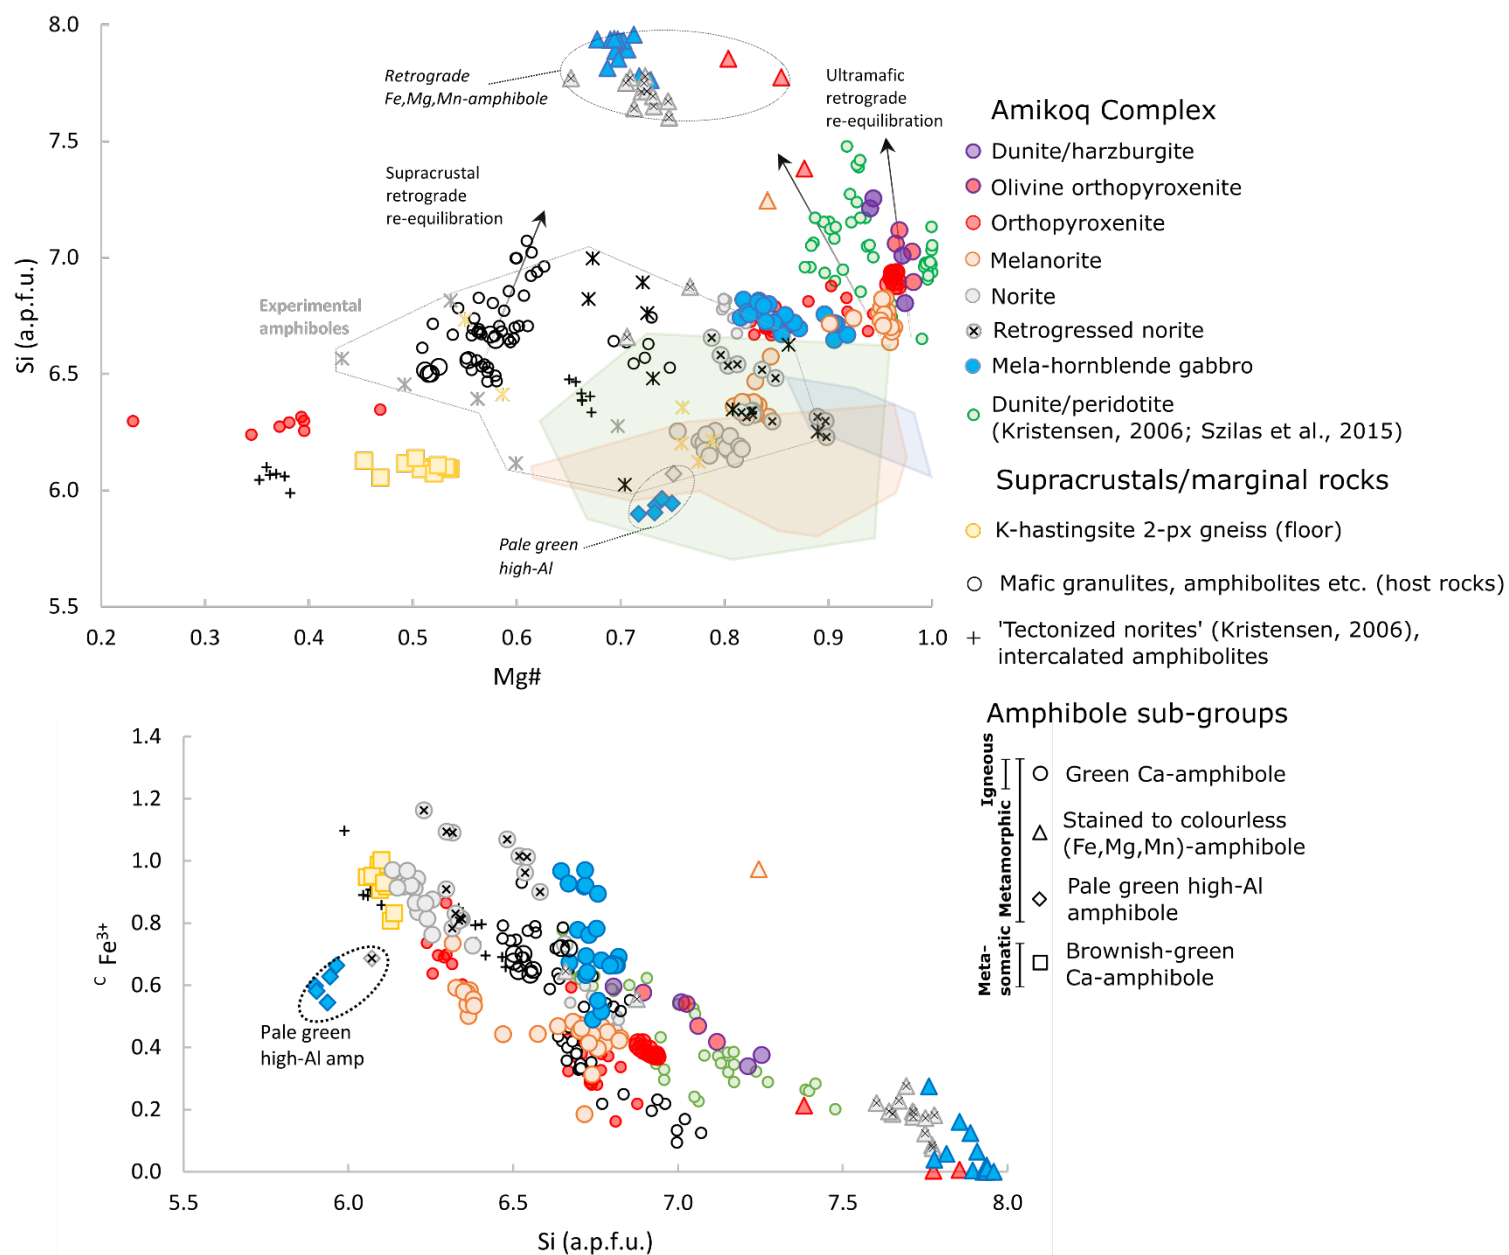 8.0
7.5
7.0
6.5
6.0
5.5
Si (a.p.f.u.)
0.2
0.3
0.4
0.5
0.6
0.7
0.8
0.9
1.0
Mg#
Retrograde
Fe,Mg,Mn-amphibole
Ultramafic
retrograde
re-equilibration
Supracrustal
retrograde
re-equilibration
Experimental
amphiboles
Pale green
high-Al
Amikoq Complex
Dunite/harzburgite
Olivine orthopyroxenite
Orthopyroxenite
Melanorite
Norite
Retrogressed norite
Mela-hornblende gabbro
Dunite/peridotite
(Kristensen, 2006; Szilas et al., 2015)
Supracrustals/marginal rocks
K-hastingsite 2-px gneiss (floor)
Mafic granulites, amphibolites etc. (host rocks)
'Tectonized norites' (Kristensen, 2006),
intercalated amphibolites
Amphibole sub-groups
Igneous
Metamorphic
Meta-
somatic
Green Ca-amphibole
Stained to colourless
(Fe,Mg,Mn)-amphibole
Pale green high-Al
amphibole
Brownish-green
Ca-amphibole
1.4
1.2
1.0
0.8
0.6
0.4
0.2
0.0
C Fe3+
Pale green
high-Al amp
5.5
6.0
6.5
7.0
7.5
8.0
Si (a.p.f.u.)